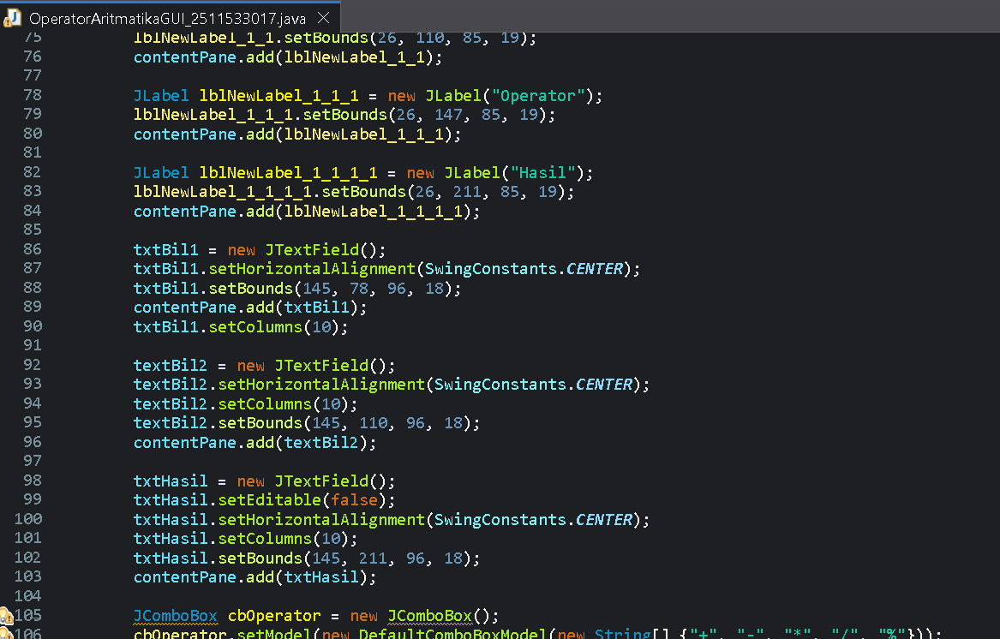 OperatorAritmatikaGUI_2511533017.java
75 lblNewLabel_1_1.setBounds(26, 110, 85, 19);
76 contentPane.add(lblNewLabel_1_1);
77
78 JLabel lblNewLabel_1_1_1 = new JLabel("Operator");
79 lblNewLabel_1_1_1.setBounds(26, 147, 85, 19);
80 contentPane.add(lblNewLabel_1_1_1);
81
82 JLabel lblNewLabel_1_1_1_1 = new JLabel("Hasil");
83 lblNewLabel_1_1_1_1.setBounds(26, 211, 85, 19);
84 contentPane.add(lblNewLabel_1_1_1_1);
85
86 txtBil1 = new JTextField();
87 txtBil1.setHorizontalAlignment(SwingConstants.CENTER);
88 txtBil1.setBounds(145, 78, 96, 18);
89 contentPane.add(txtBil1);
90 txtBil1.setColumns(10);
91
92 textBil2 = new JTextField();
93 textBil2.setHorizontalAlignment(SwingConstants.CENTER);
94 textBil2.setColumns(10);
95 textBil2.setBounds(145, 110, 96, 18);
96 contentPane.add(textBil2);
97
98 txtHasil = new JTextField();
99 txtHasil.setEditable(false);
100 txtHasil.setHorizontalAlignment(SwingConstants.CENTER);
101 txtHasil.setColumns(10);
102 txtHasil.setBounds(145, 211, 96, 18);
103 contentPane.add(txtHasil);
104
105 JComboBox cbOperator = new JComboBox();
106 cbOperator.setModel(new DefaultComboBoxModel(new String[] {"+", "-", "*", "/", "%"}));